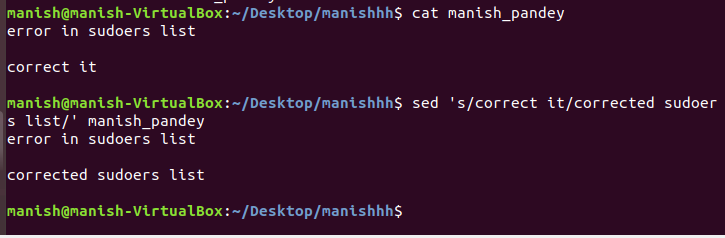 manish@manish-VirtualBox:~/Desktop/manishhh$ cat manish_pandey
error in sudoers list
correct it
manish@manish-VirtualBox:~/Desktop/manishhh$ sed 's/correct it/corrected sudoer
s list/' manish_pandey
error in sudoers list
corrected sudoers list
manish@manish-VirtualBox:~/Desktop/manishhh$